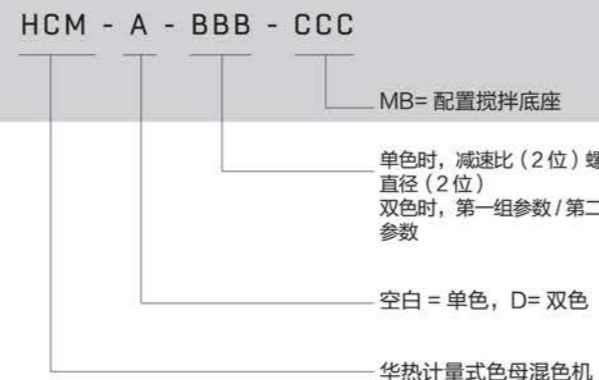 HCM - A - BBB - CCC
MB= 配置搅拌底座
单色时，减速比（2 位）螺
直径（2 位）
双色时，第一组参数 / 第二
参数
空白 = 单色，D= 双色
华热计量式色母混色机